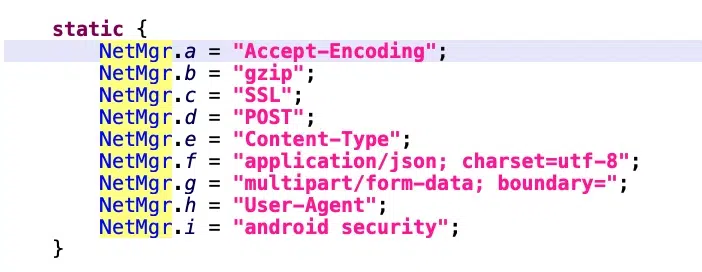 static {
NetMgr.a = "Accept-Encoding";
NetMgr.b = "gzip";
NetMgr.c = "SSL";
NetMgr.d = "POST";
NetMgr.e = "Content-Type";
NetMgr.f = "application/json; charset=utf-8";
NetMgr.g = "multipart/form-data; boundary=";
NetMgr.h = "User-Agent";
NetMgr.i = "android security";
}